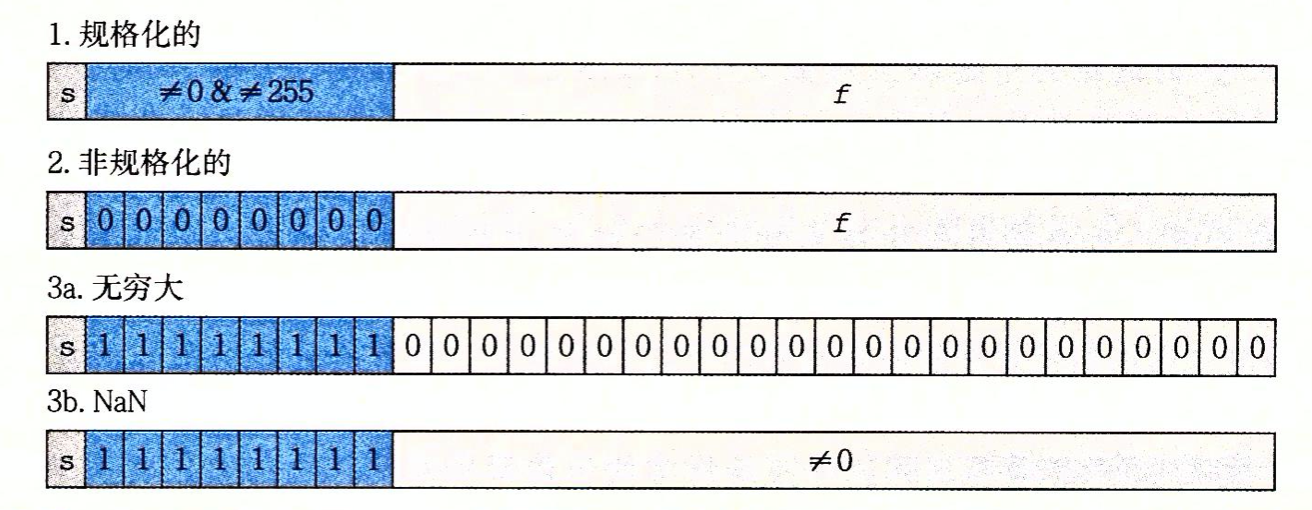 1. 规格化的
s ≠0 & ≠255 f
2. 非规格化的
s 0 0 0 0 0 0 0 0 f
3a. 无穷大
s 1 1 1 1 1 1 1 1 0 0 0 0 0 0 0 0 0 0 0 0 0 0 0 0 0 0 0 0 0 0 0
3b. NaN
s 1 1 1 1 1 1 1 1 ≠0